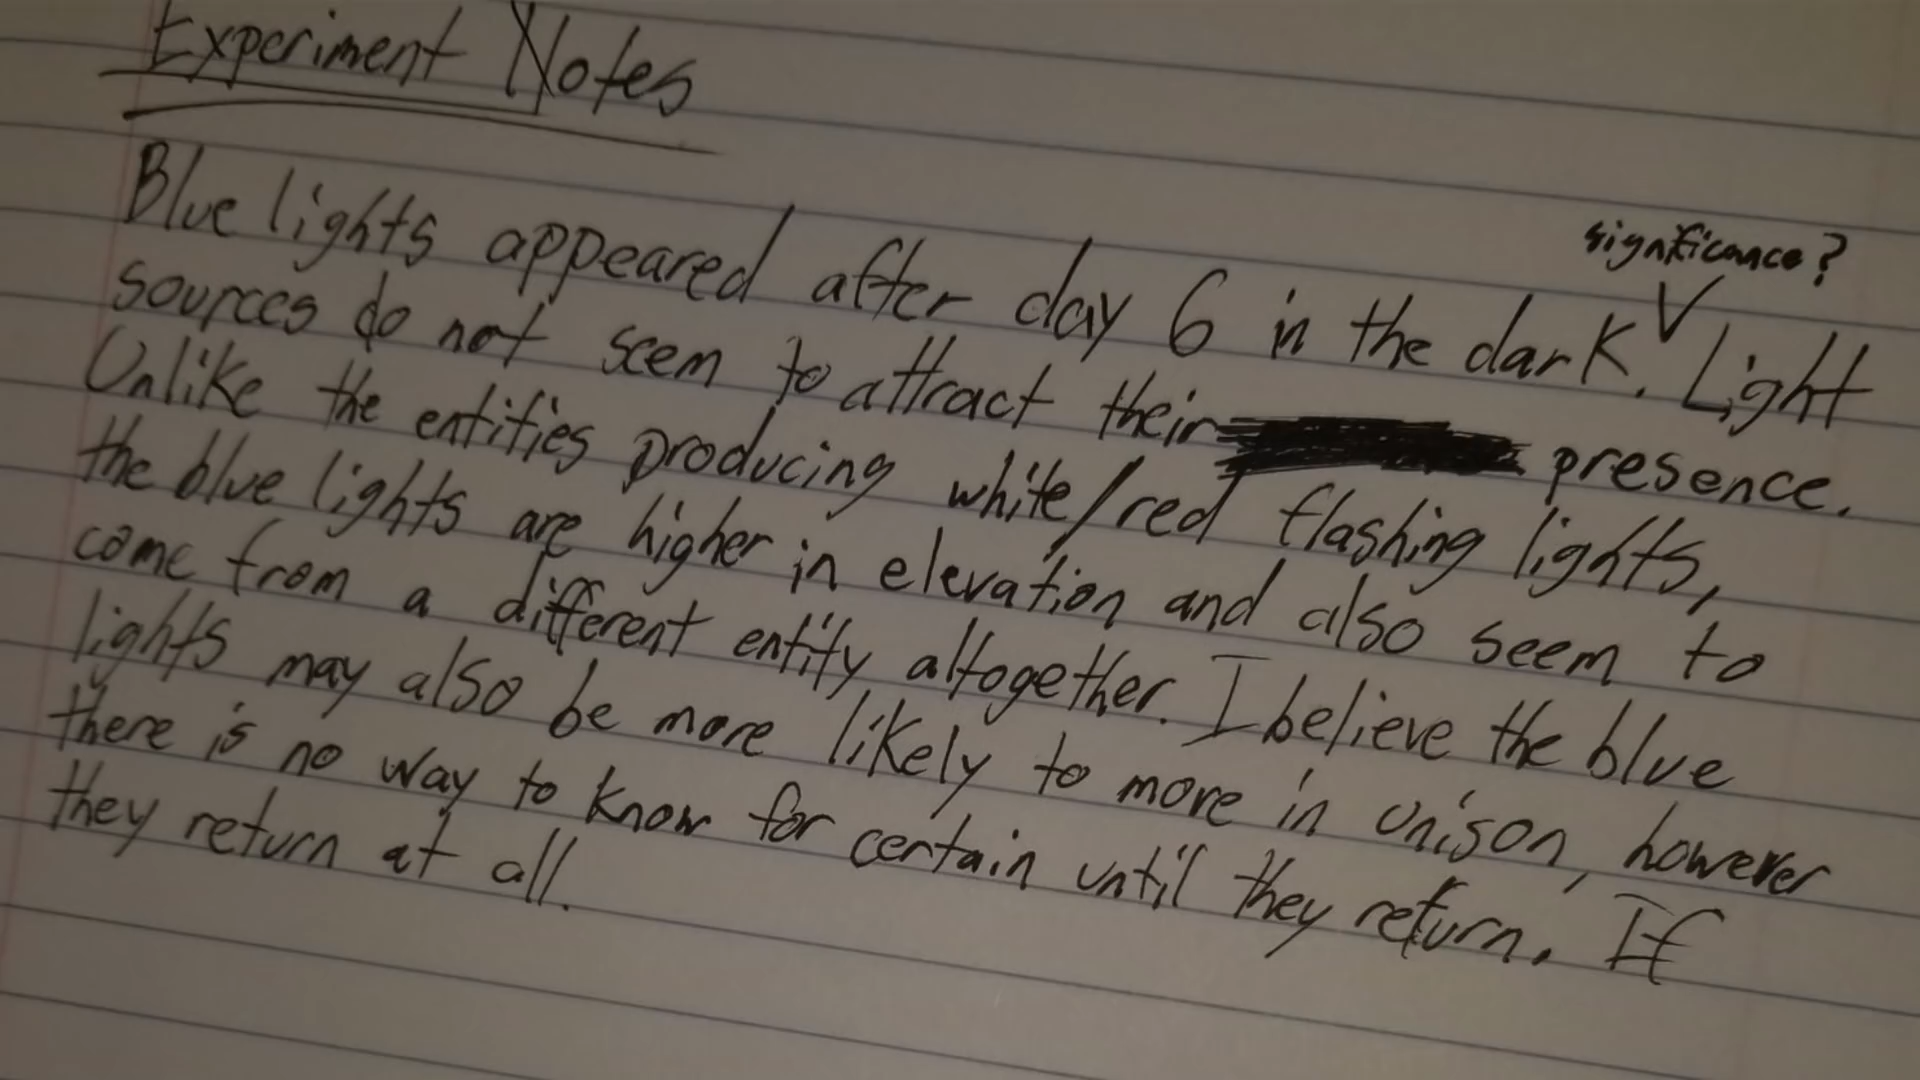 Experiment Notes
significance?
Blue lights appeared after day 6 in the dark. Light
sources do not seem to attract their presence.
Unlike the entities producing white/red flashing lights,
the blue lights are higher in elevation and also seem to
come from a different entity altogether. I believe the blue
lights may also be more likely to more in unison, however
there is no way to know for certain until they return. If
they return at all.